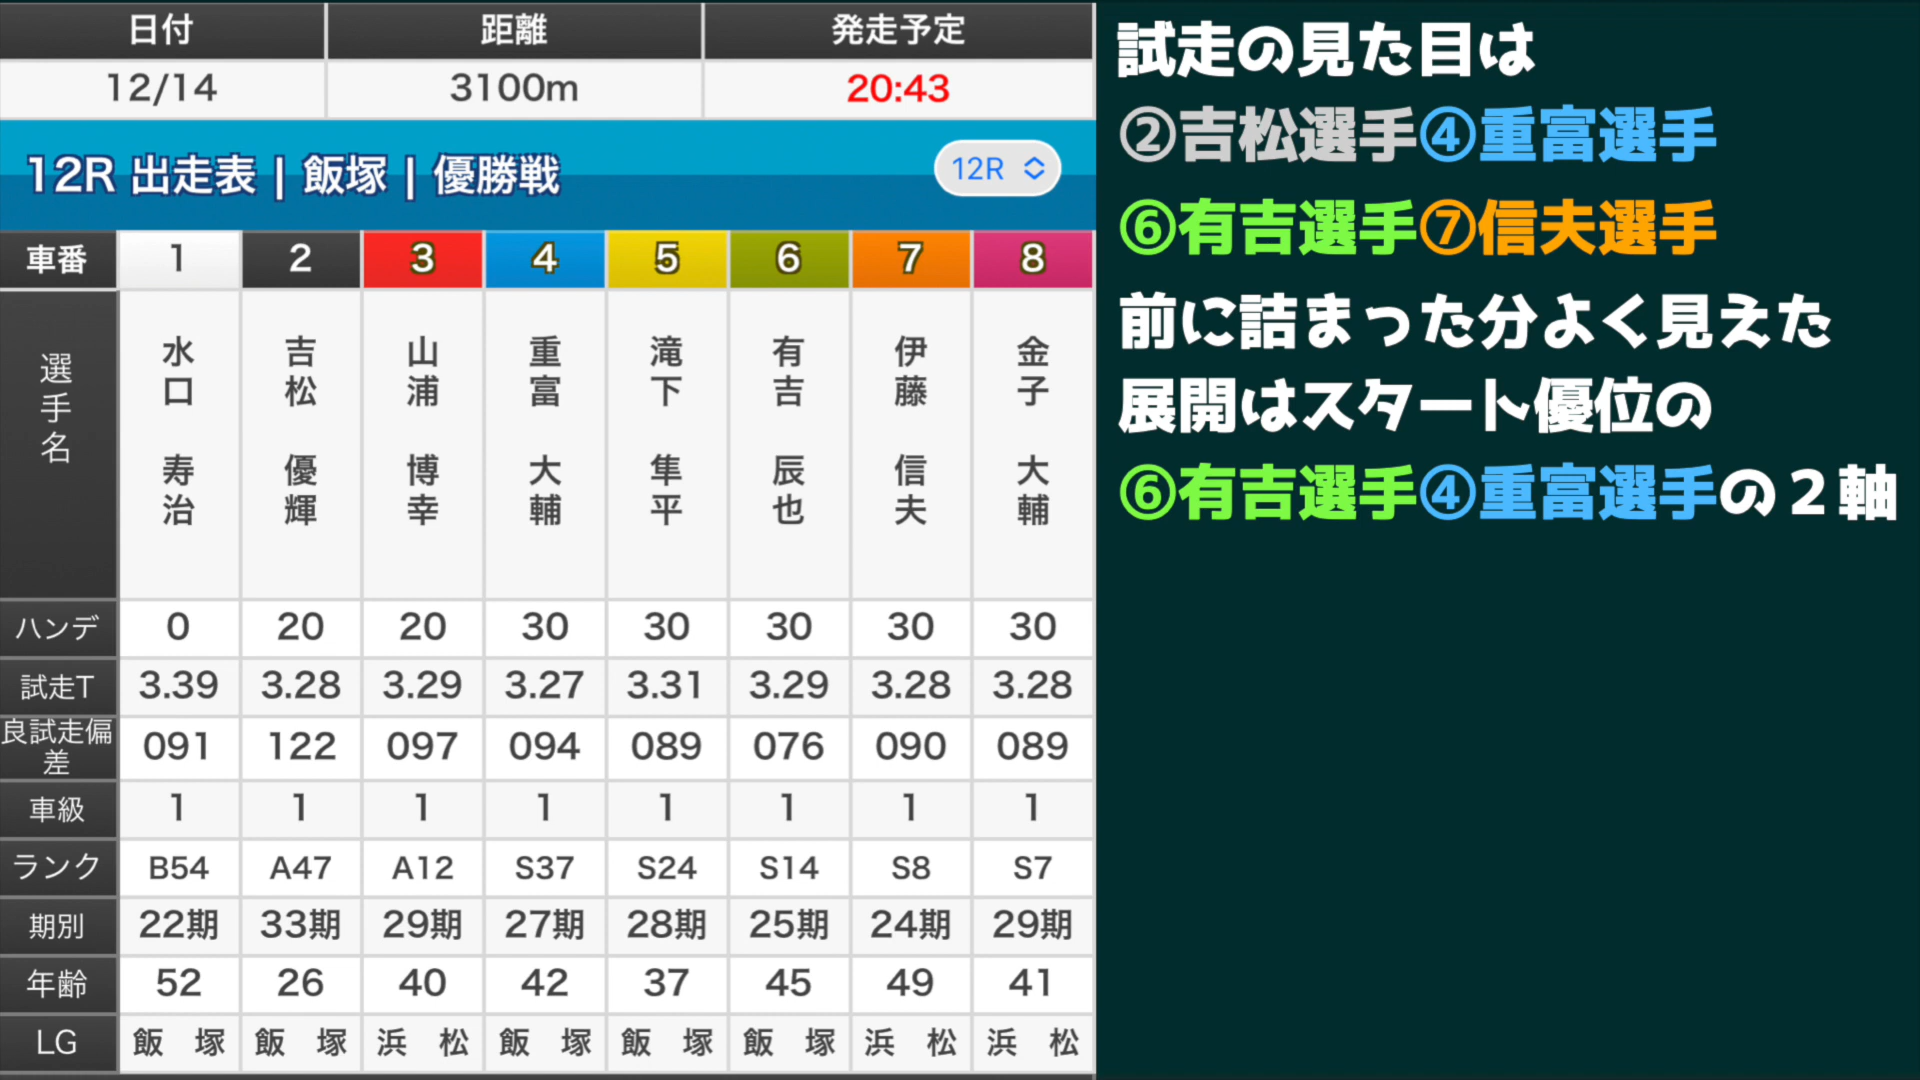 日付 距離 発走予定
12/14 3100m 20:43
12R 出走表 | 飯塚 | 優勝戦 12R
車番 1 2 3 4 5 6 7 8
選手名 水口 寿治 吉松 優輝 山浦 博幸 重富 大輔 滝下 隼平 有吉 辰也 伊藤 信夫 金子 大輔
ハンデ 0 20 20 30 30 30 30 30
試走T 3.39 3.28 3.29 3.27 3.31 3.29 3.28 3.28
良試走偏差 091 122 097 094 089 076 090 089
車級 1 1 1 1 1 1 1 1
ランク B54 A47 A12 S37 S24 S14 S8 S7
期別 22期 33期 29期 27期 28期 25期 24期 29期
年齢 52 26 40 42 37 45 49 41
LG 飯 塚 飯 塚 浜 松 飯 塚 飯 塚 飯 塚 浜 松 浜 松
試走の見た目は
②吉松選手④重富選手
⑥有吉選手⑦信夫選手
前に詰まった分よく見えた
展開はスタート優位の
⑥有吉選手④重富選手の２軸